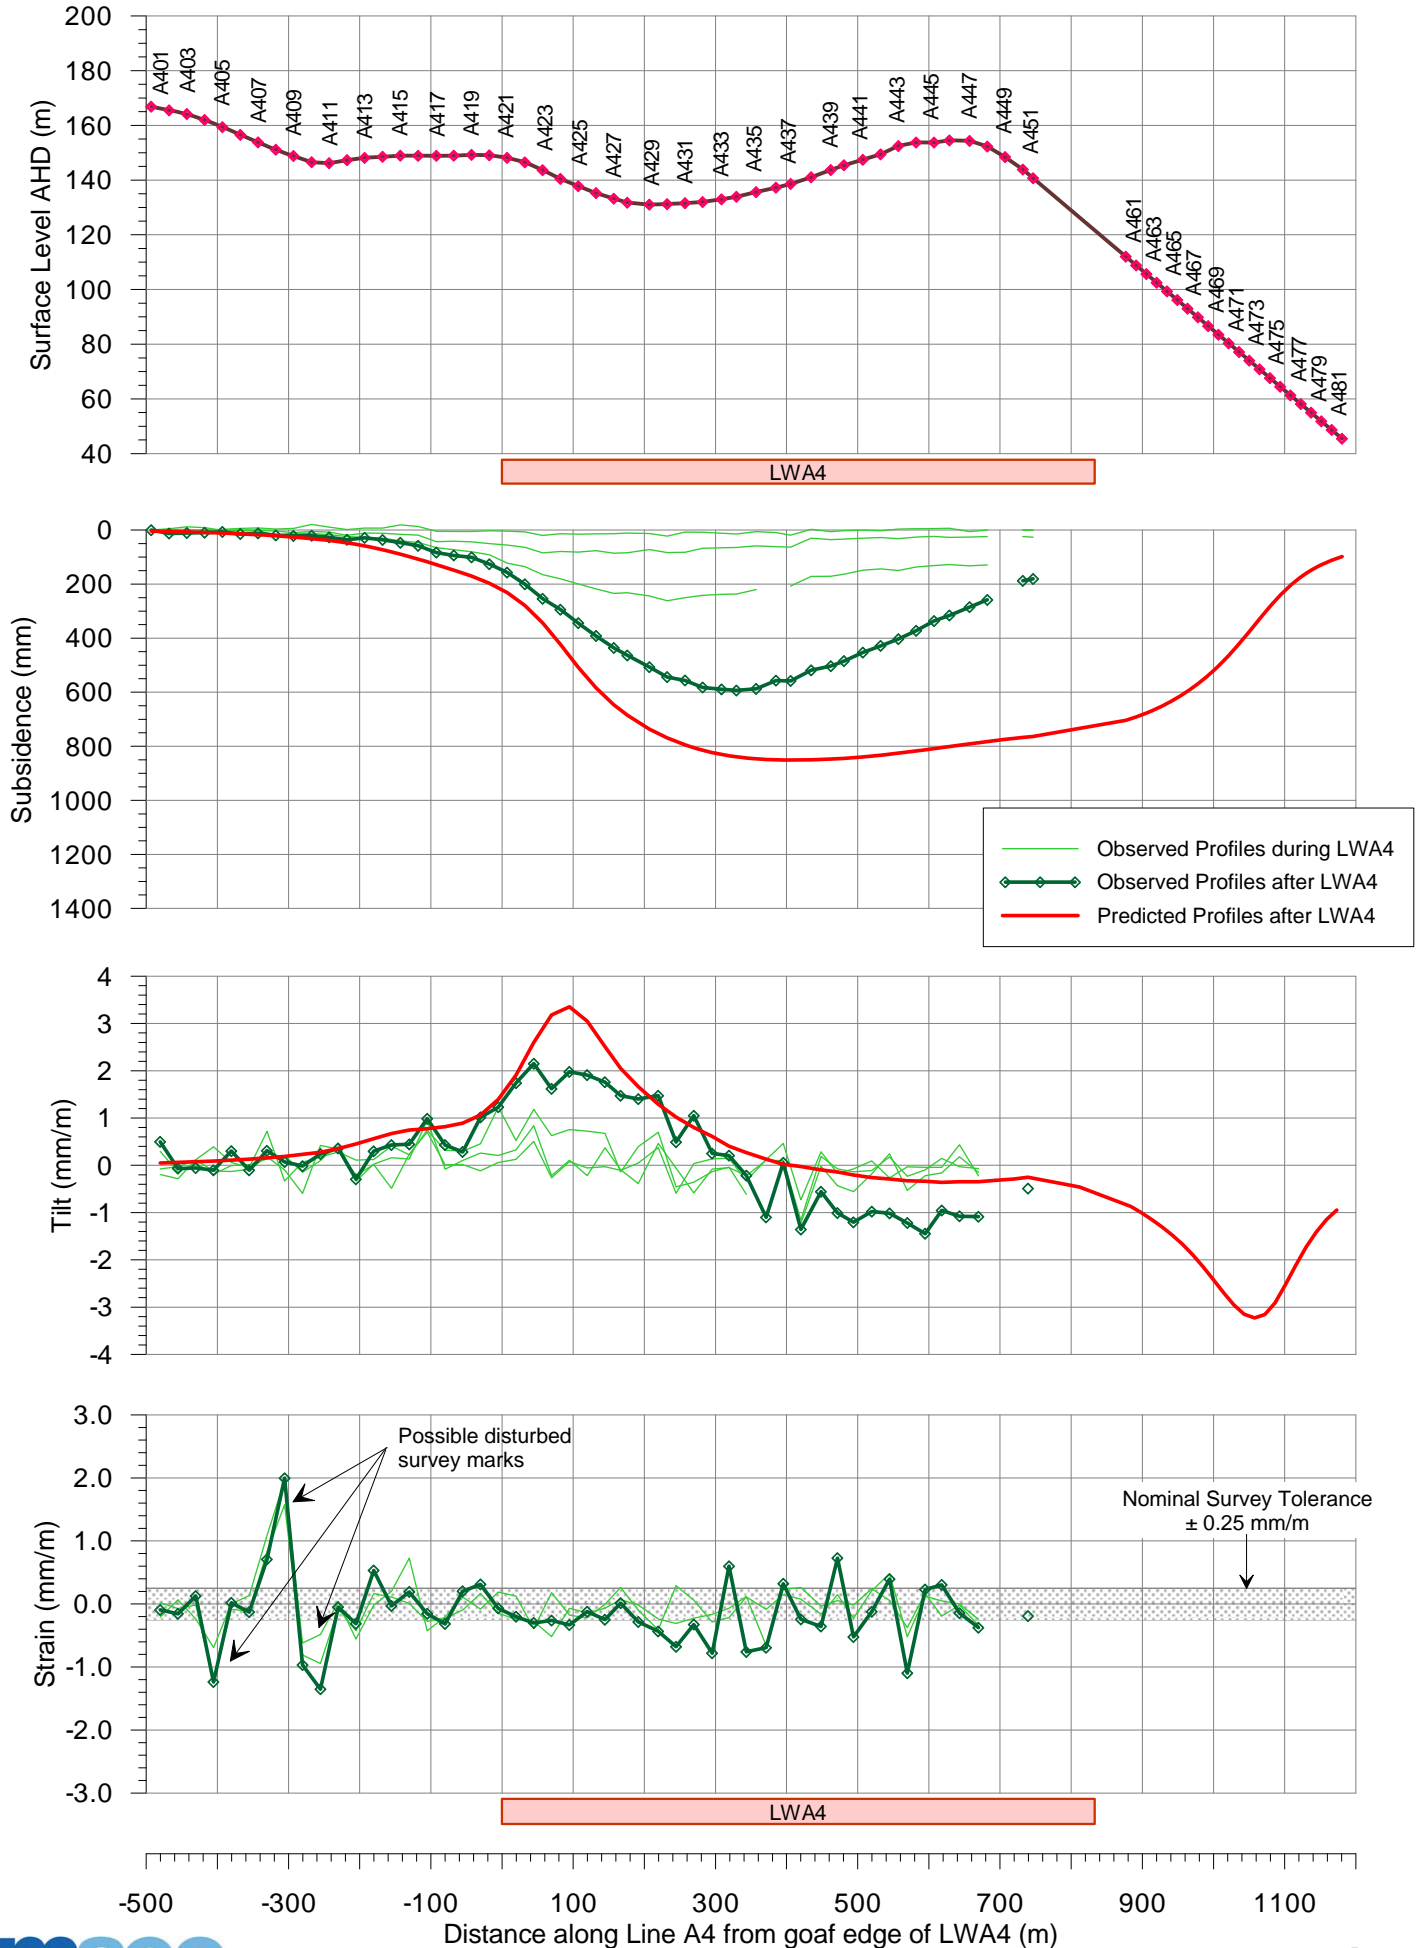 200
180
160
140
120
100
80
60
40
Surface Level AHD (m)
A401
A403
A405
A407
A409
A411
A413
A415
A417
A419
A421
A423
A425
A427
A429
A431
A433
A435
A437
A439
A441
A443
A445
A447
A449
A451
A461
A463
A465
A467
A469
A471
A473
A475
A477
A479
A481
LWA4
0
200
400
600
800
1000
1200
1400
Subsidence (mm)
Observed Profiles during LWA4
Observed Profiles after LWA4
Predicted Profiles after LWA4
4
3
2
1
0
-1
-2
-3
-4
Tilt (mm/m)
3.0
2.0
1.0
0.0
-1.0
-2.0
-3.0
Strain (mm/m)
Possible disturbed
survey marks
Nominal Survey Tolerance
± 0.25 mm/m
LWA4
-500 -300 -100 100 300 500 700 900 1100
Distance along Line A4 from goaf edge of LWA4 (m)